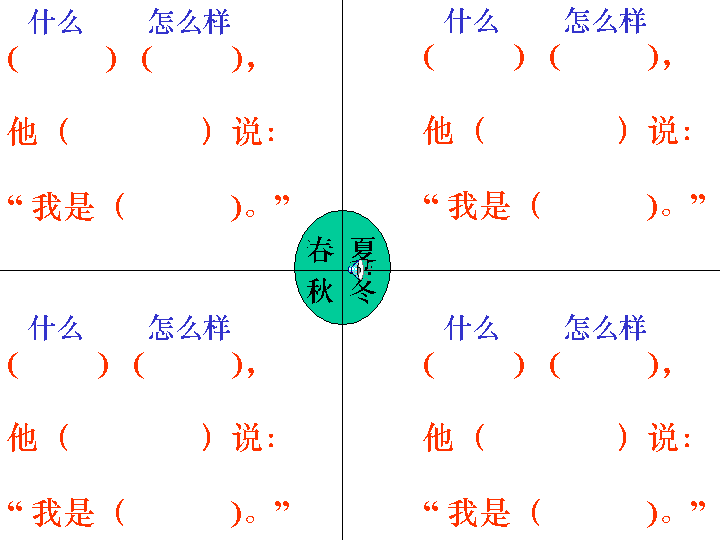 什么 怎么样
( ) ( ),
他（ ）说：
“我是（ )。”
什么 怎么样
( ) ( ),
他（ ）说：
“我是（ )。”
春 夏
秋 冬
什么 怎么样
( ) ( ),
他（ ）说：
“我是（ )。”
什么 怎么样
( ) ( ),
他（ ）说：
“我是（ )。”